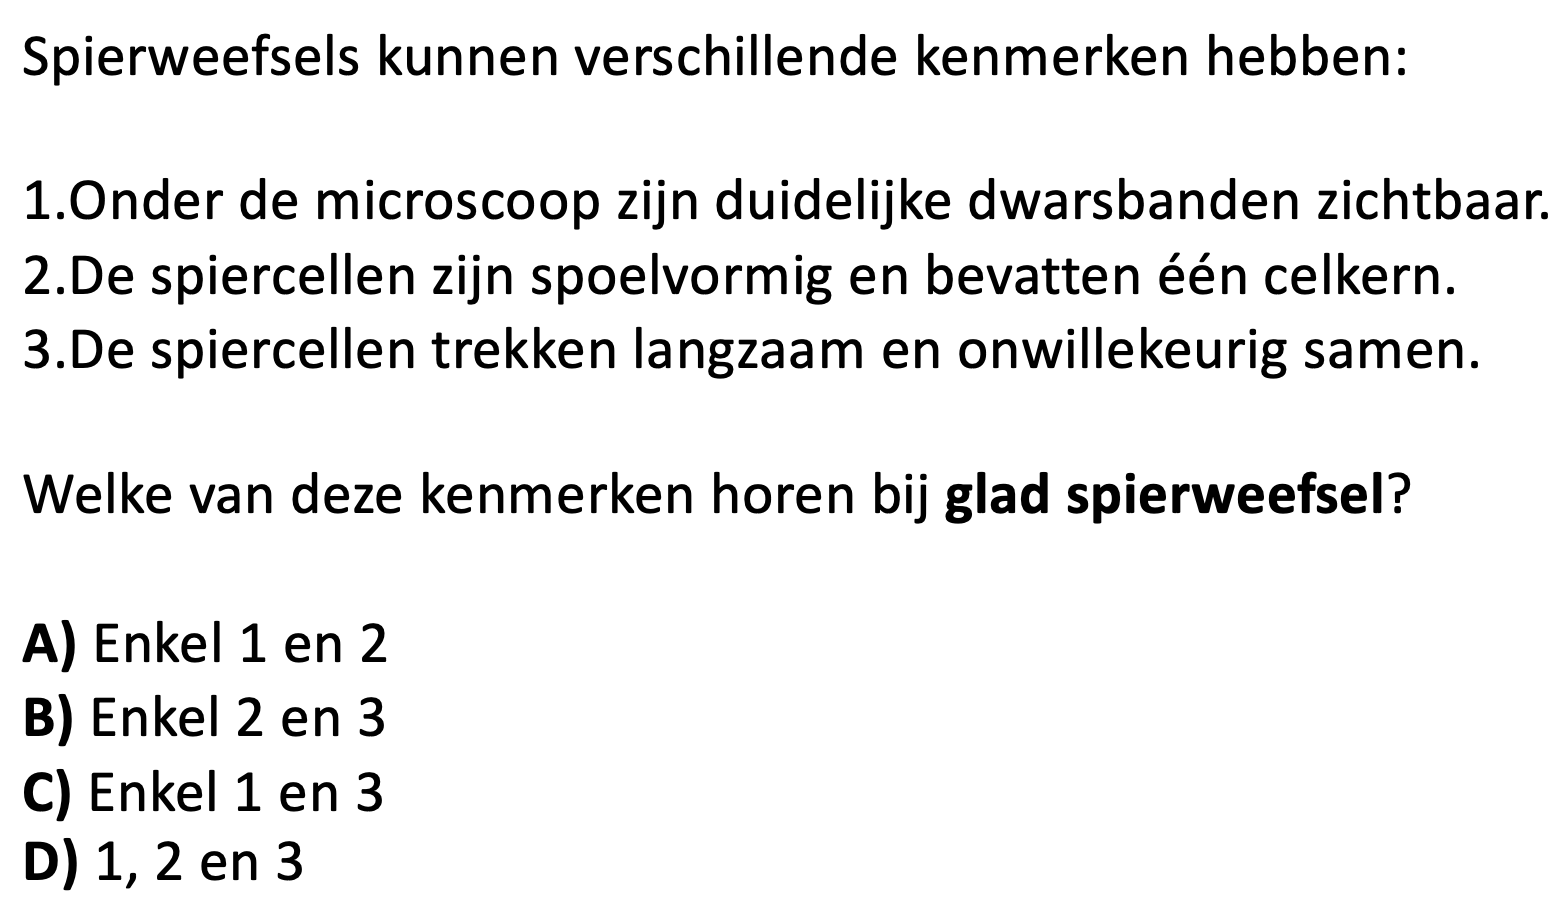 Spierweefsels kunnen verschillende kenmerken hebben:
1.Onder de microscoop zijn duidelijke dwarsbanden zichtbaar.
2.De spiercellen zijn spoelvormig en bevatten één celkern.
3.De spiercellen trekken langzaam en onwillekeurig samen.
Welke van deze kenmerken horen bij glad spierweefsel?
A) Enkel 1 en 2
B) Enkel 2 en 3
C) Enkel 1 en 3
D) 1, 2 en 3